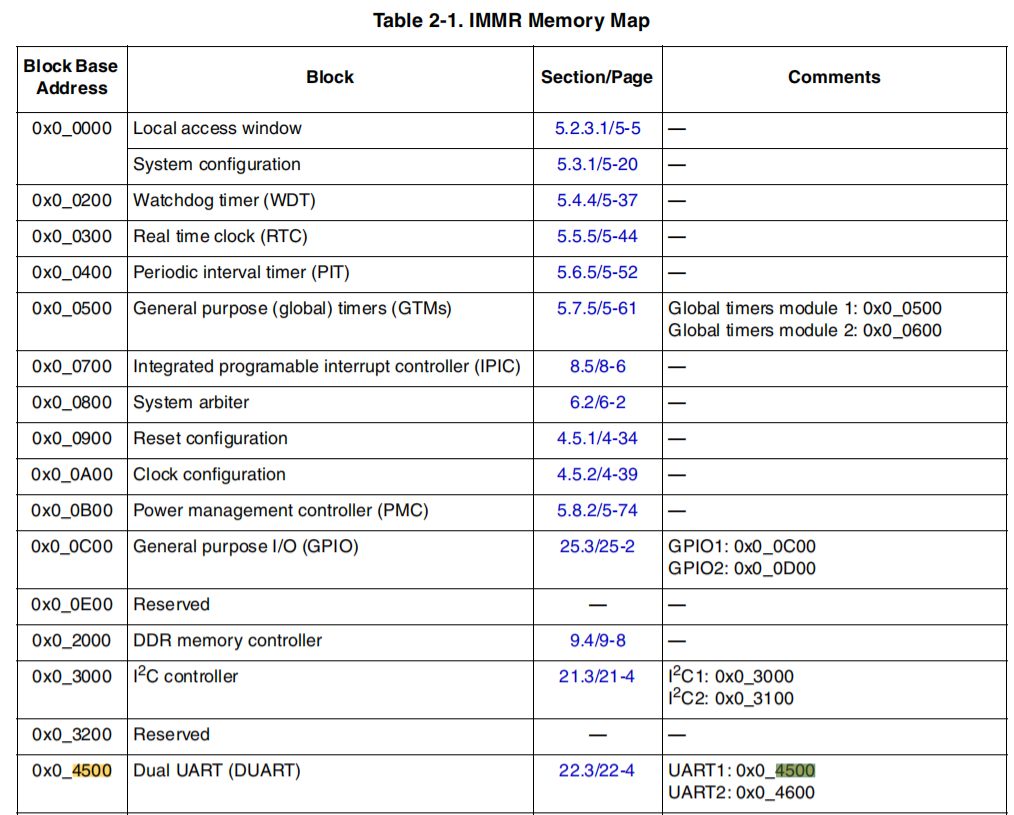 Table 2-1. IMMR Memory Map
Block Base Address Block Section/Page Comments
0x0_0000 Local access window 5.2.3.1/5-5 —
System configuration 5.3.1/5-20 —
0x0_0200 Watchdog timer (WDT) 5.4.4/5-37 —
0x0_0300 Real time clock (RTC) 5.5.5/5-44 —
0x0_0400 Periodic interval timer (PIT) 5.6.5/5-52 —
0x0_0500 General purpose (global) timers (GTMs) 5.7.5/5-61 Global timers module 1: 0x0_0500
Global timers module 2: 0x0_0600
0x0_0700 Integrated programable interrupt controller (IPIC) 8.5/8-6 —
0x0_0800 System arbiter 6.2/6-2 —
0x0_0900 Reset configuration 4.5.1/4-34 —
0x0_0A00 Clock configuration 4.5.2/4-39 —
0x0_0B00 Power management controller (PMC) 5.8.2/5-74 —
0x0_0C00 General purpose I/O (GPIO) 25.3/25-2 GPIO1: 0x0_0C00
GPIO2: 0x0_0D00
0x0_0E00 Reserved — —
0x0_2000 DDR memory controller 9.4/9-8 —
0x0_3000 I²C controller 21.3/21-4 I²C1: 0x0_3000
I²C2: 0x0_3100
0x0_3200 Reserved — —
0x0_4500 Dual UART (DUART) 22.3/22-4 UART1: 0x0_4500
UART2: 0x0_4600